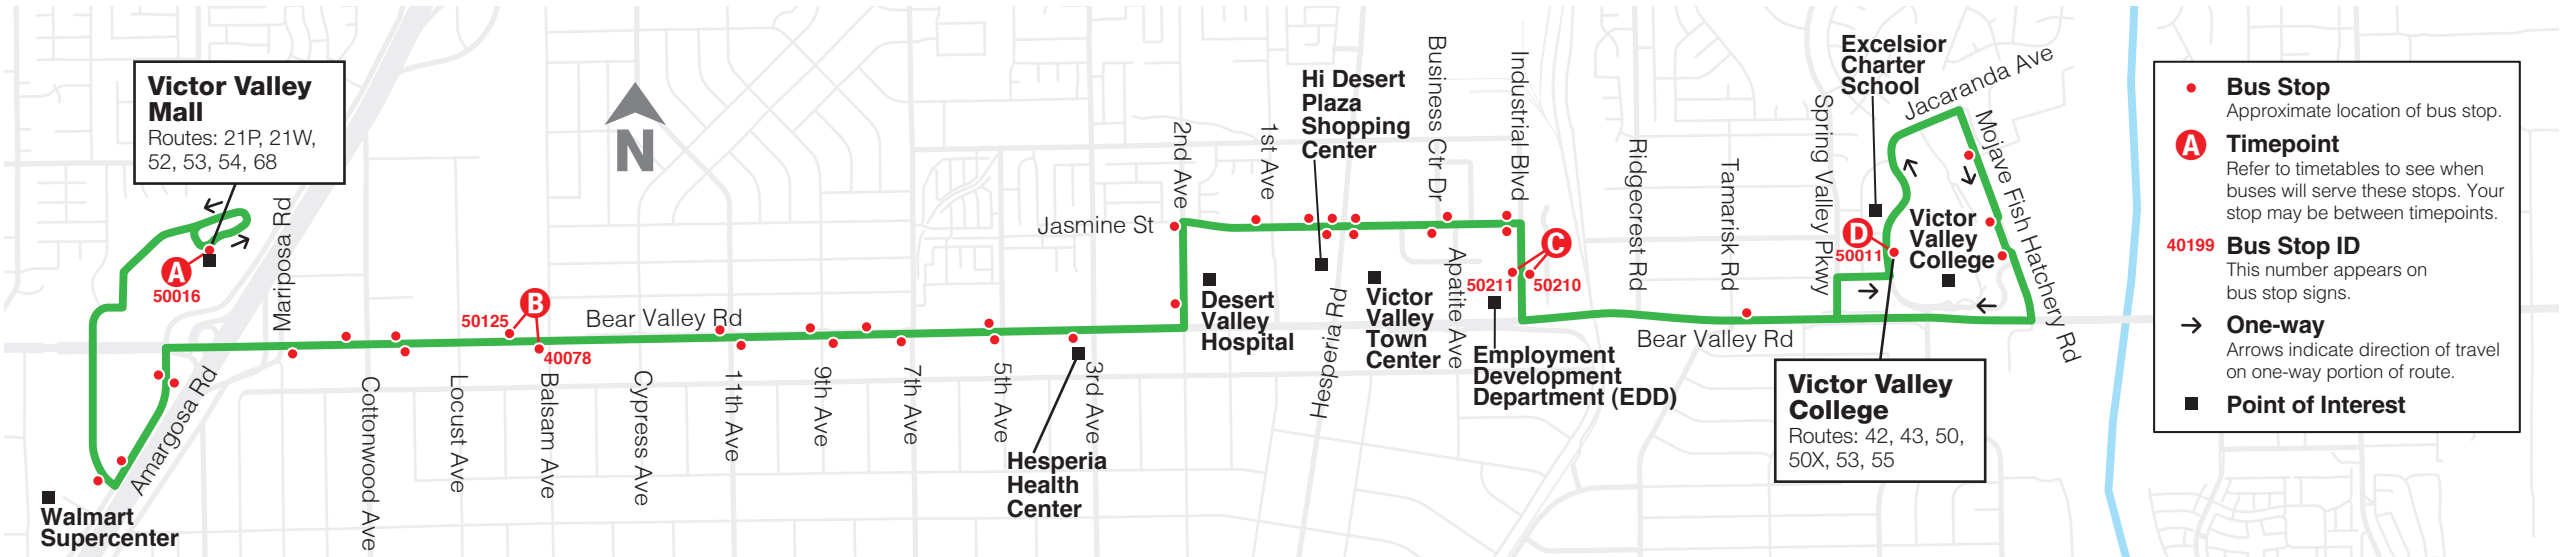 Victor Valley
Mall
Routes: 21P, 21W,
52, 53, 54, 68
A
50016
Mariposa Rd
Amargosa Rd
Walmart
Supercenter
N
50125
B
40078
Bear Valley Rd
Cottonwood Ave
Locust Ave
Balsam Ave
Cypress Ave
11th Ave
9th Ave
7th Ave
5th Ave
3rd Ave
Hesperia
Health
Center
Jasmine St
2nd Ave
1st Ave
Desert
Valley
Hospital
Hi Desert
Plaza
Shopping
Center
Hesperia Rd
Victor
Valley
Town
Center
Business Ctr Dr
Apatite Ave
Industrial Blvd
C
50211
50210
Employment
Development
Department (EDD)
Ridgecrest Rd
Tamarisk Rd
Spring Valley Pkwy
Bear Valley Rd
Excelsior
Charter
School
Jacaranda Ave
Mojave Fish Hatchery Rd
D
50011
Victor
Valley
College
Victor Valley
College
Routes: 42, 43, 50,
50X, 53, 55
Bus Stop
Approximate location of bus stop.
A
Timepoint
Refer to timetables to see when
buses will serve these stops. Your
stop may be between timepoints.
40199
Bus Stop ID
This number appears on
bus stop signs.
One-way
Arrows indicate direction of travel
on one-way portion of route.
Point of Interest